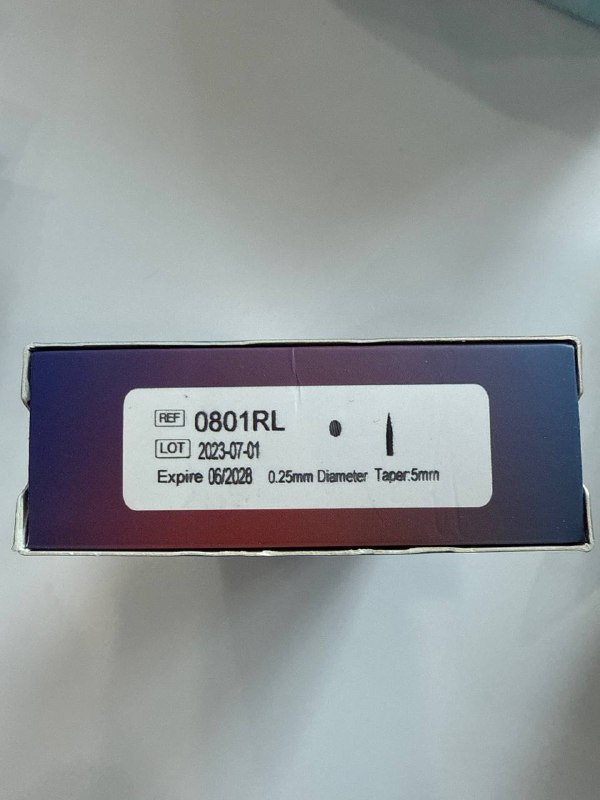 REF 0801RL
LOT 2023-07-01
Expire 06/2028 0.25mm Diameter Taper:5mm